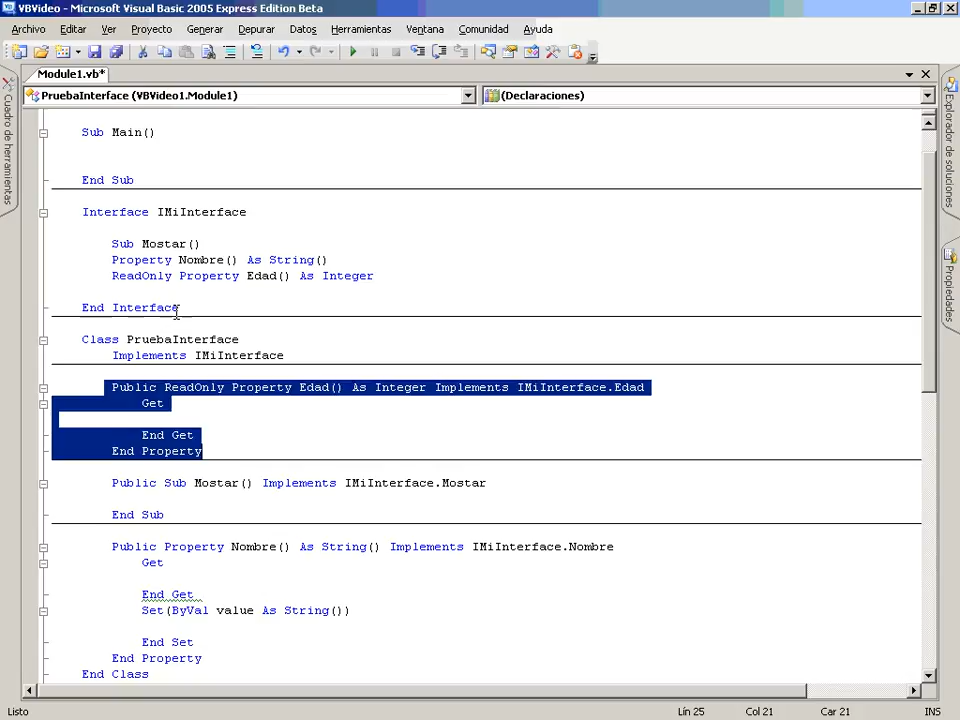 VBVideo - Microsoft Visual Basic 2005 Express Edition Beta
Archivo Editar Ver Proyecto Generar Depurar Datos Herramientas Ventana Comunidad Ayuda
Module1.vb*
PruebaInterface (VBVideo1.Module1) (Declaraciones)
Cuadro de herramientas
Explorador de soluciones
Propiedades
Sub Main()
End Sub
Interface IMiInterface
Sub Mostar()
Property Nombre() As String()
ReadOnly Property Edad() As Integer
End Interface
Class PruebaInterface
Implements IMiInterface
Public ReadOnly Property Edad() As Integer Implements IMiInterface.Edad
Get
End Get
End Property
Public Sub Mostar() Implements IMiInterface.Mostar
End Sub
Public Property Nombre() As String() Implements IMiInterface.Nombre
Get
End Get
Set(ByVal value As String())
End Set
End Property
End Class
Listo Lín 25 Col 21 Car 21 INS